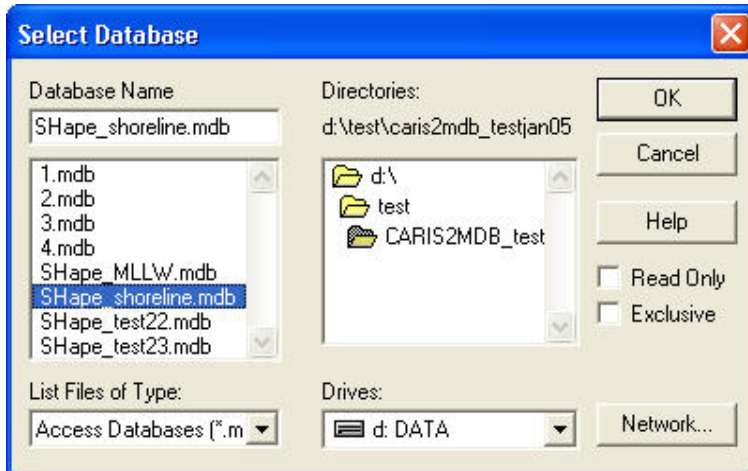 Select Database
Database Name
SHape_shoreline.mdb
1.mdb
2.mdb
3.mdb
4.mdb
SHape_MLLW.mdb
SHape_shoreline.mdb
SHape_test22.mdb
SHape_test23.mdb
List Files of Type:
Access Databases (*.m
Directories:
d:\test\caris2mdb_testjan05
d:\
test
CARIS2MDB_test
Drives:
d: DATA
OK
Cancel
Help
Read Only
Exclusive
Network...